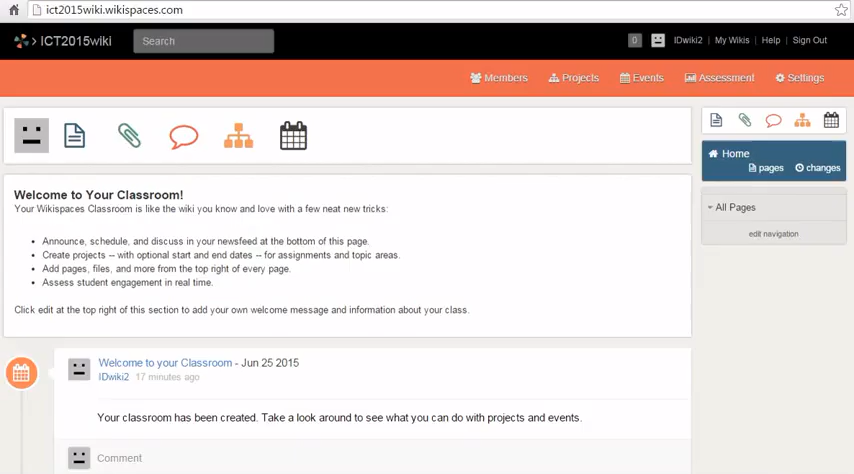 ict2015wiki.wikispaces.com
ICT2015wiki
Search
0 IDwiki2 | My Wikis | Help | Sign Out
Members Projects Events Assessment Settings
Home
pages changes
All Pages
edit navigation
Welcome to Your Classroom!
Your Wikispaces Classroom is like the wiki you know and love with a few neat new tricks:
• Announce, schedule, and discuss in your newsfeed at the bottom of this page.
• Create projects -- with optional start and end dates -- for assignments and topic areas.
• Add pages, files, and more from the top right of every page.
• Assess student engagement in real time.
Click edit at the top right of this section to add your own welcome message and information about your class.
Welcome to your Classroom - Jun 25 2015
IDwiki2 17 minutes ago
Your classroom has been created. Take a look around to see what you can do with projects and events.
Comment